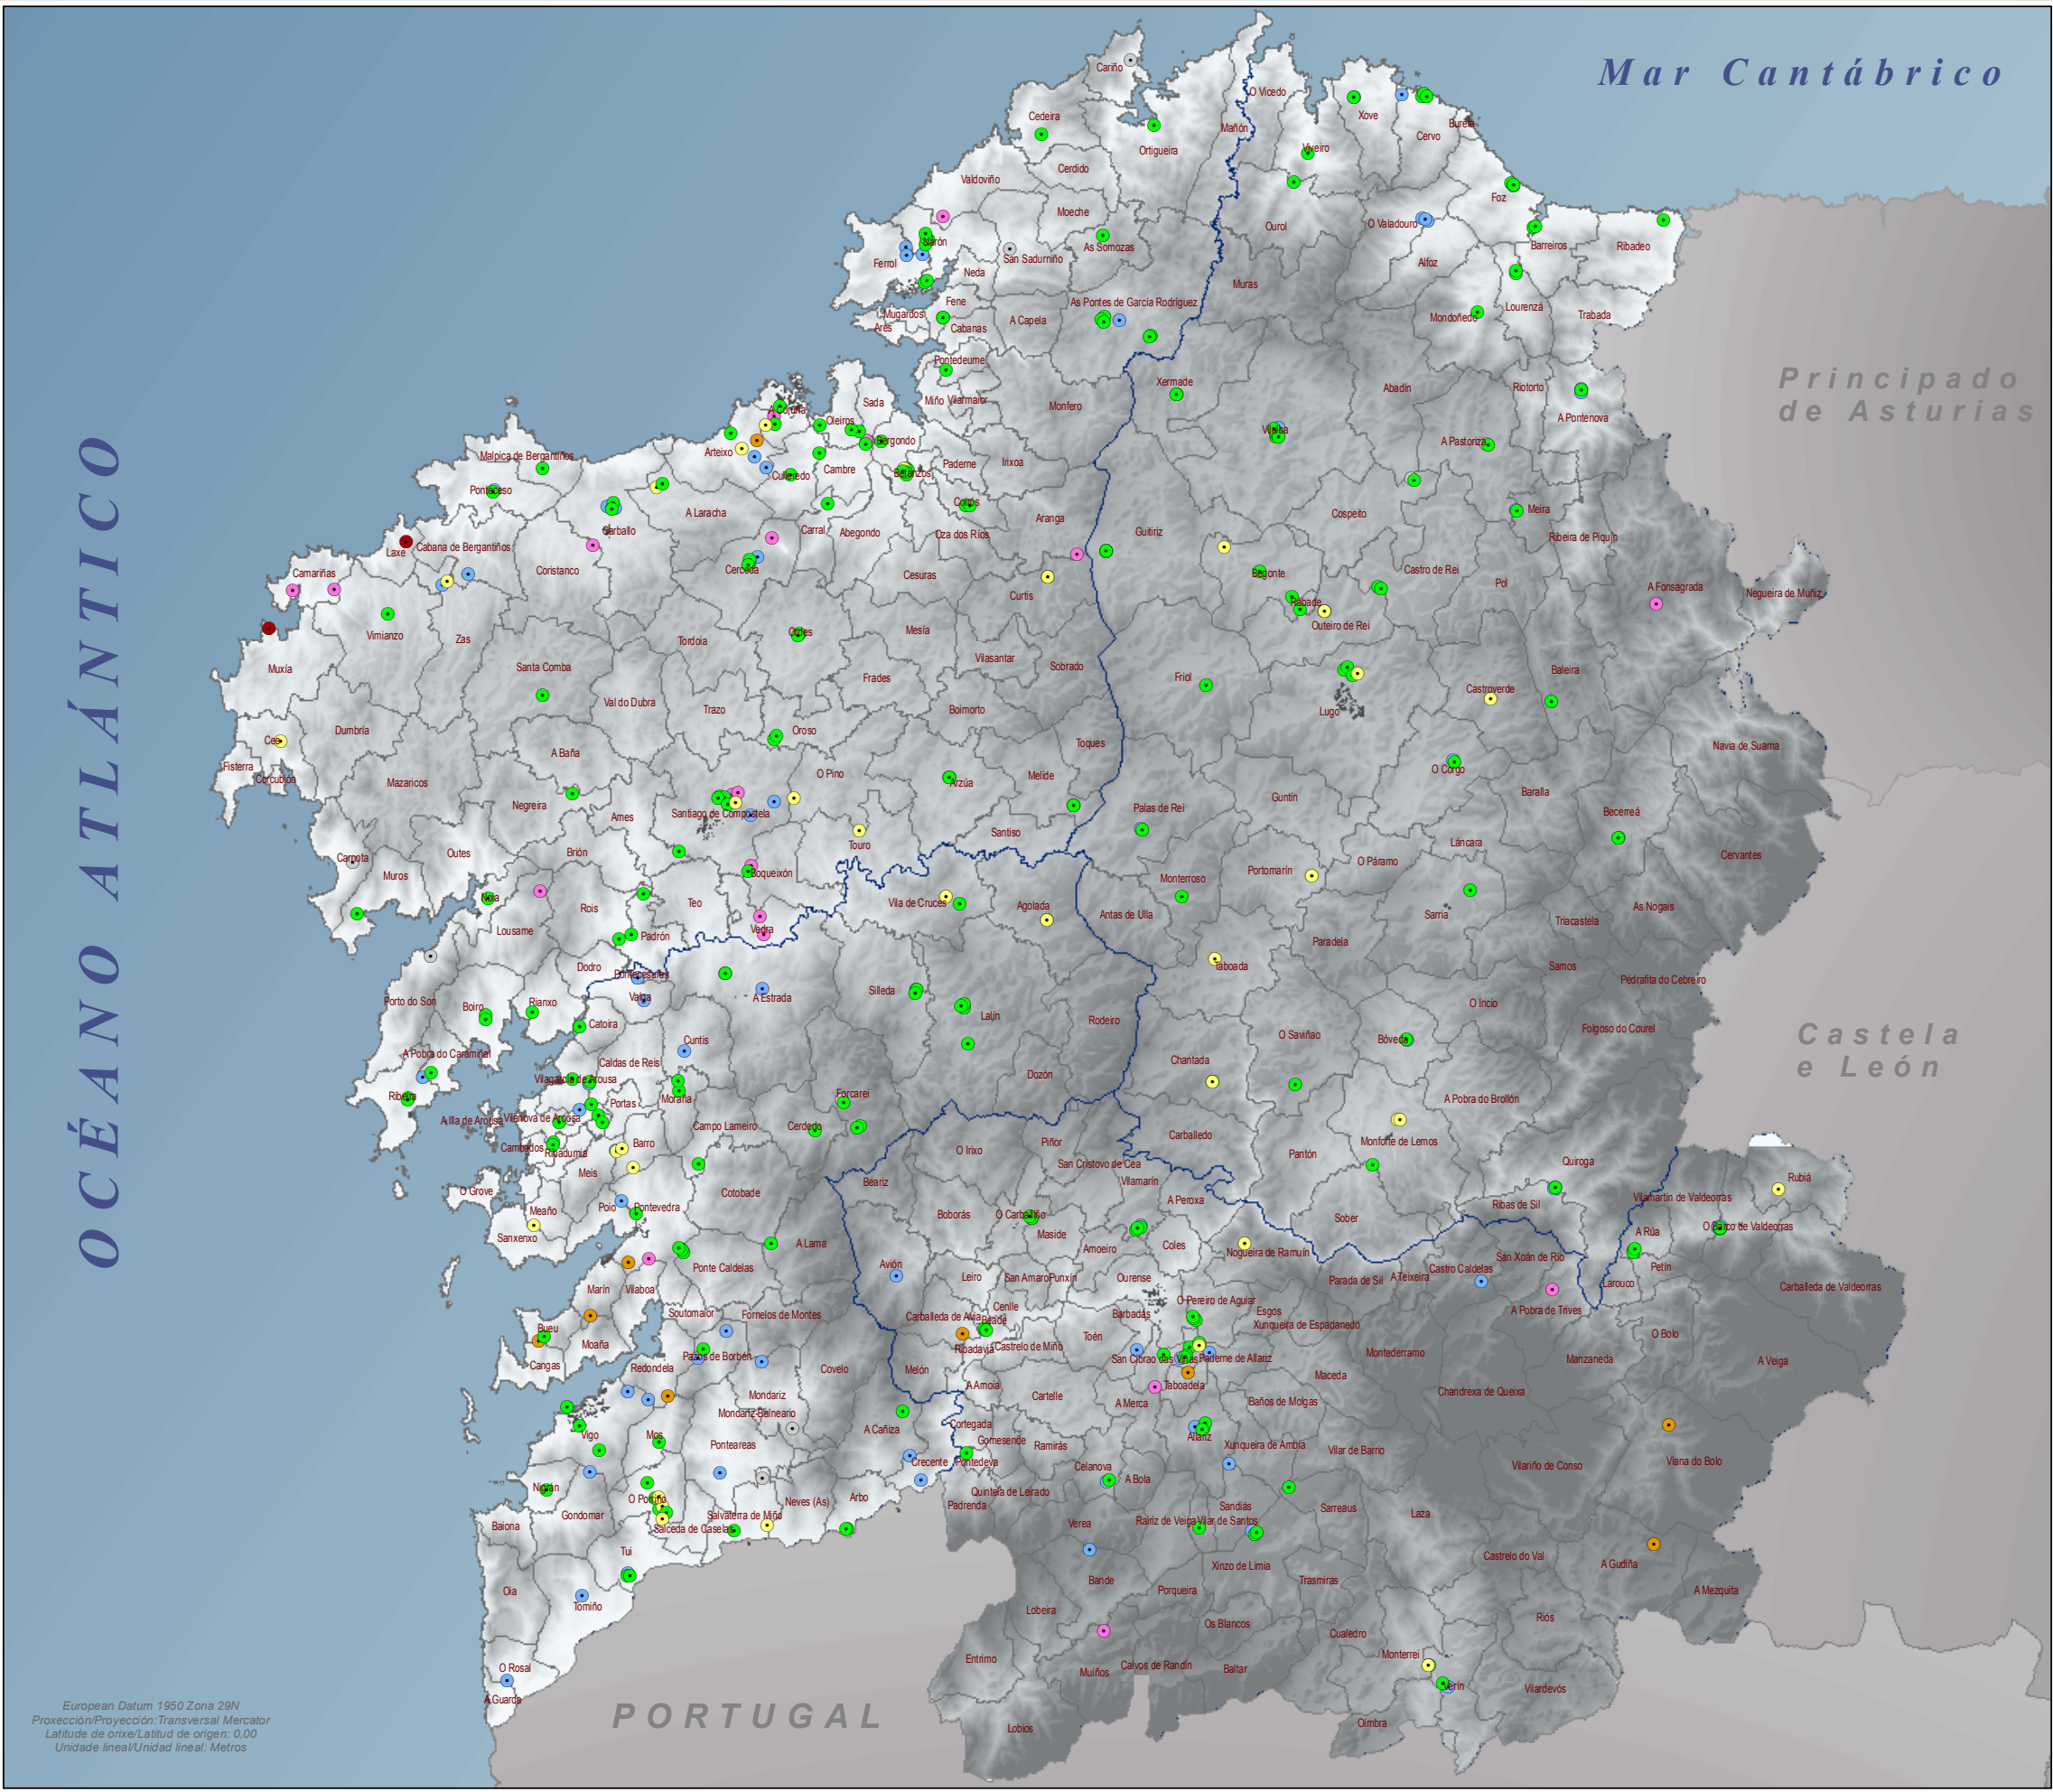 Mar Cantábrico
Cariño
O Vicedo
Cedeira
Xove
Burela
Mañón
Cervo
Viveiro
Ortigueira
Cerdido
Valdoviño
Foz
Moeche
O Valadouro
Ourol
Narón
As Somozas
Barreiros
Ribadeo
San Sadurniño
Ferrol
Alfoz
Neda
Muras
Fene
As Pontes de García Rodríguez
Lourenzá
Mugardos
A Capela
Mondoñedo
Trabada
Ares
Cabanas
Pontedeume
Principado
de Asturias
Xermade
Abadín
Riotorto
Miño
Vilarmaior
Sada
Monfero
A Coruña
A Pontenova
Oleiros
Vilalba
Bergondo
A Pastoriza
Arteixo
Malpica de Bergantiños
Paderne
Irixoa
Cambre
Betanzos
Culleredo
Ponteceso
Coirós
A Laracha
Cospeito
Meira
Aranga
Carballo
Carral
Abegondo
Oza dos Ríos
Guitiriz
Ribeira de Piquín
Laxe
Cabana de Bergantiños
Coristanco
Cerceda
Camariñas
Cesuras
Begonte
Castro de Rei
Pol
A Fonsagrada
Negueira de Muñiz
Curtis
Rábade
Outeiro de Rei
Vimianzo
Zas
Tordoia
Ordes
Mesía
Vilasantar
Muxía
Santa Comba
Sobrado
Baleira
Frades
Friol
Castroverde
Val do Dubra
Trazo
Boimorto
Lugo
Dumbría
Oroso
Cee
Toques
Navia de Suarna
A Baña
Fisterra
Corcubión
O Pino
Melide
O Corgo
Mazaricos
Arzúa
Negreira
Guntín
Baralla
Palas de Rei
Santiago de Compostela
Ames
Becerreá
Santiso
Touro
Láncara
Outes
Brión
Cervantes
Carnota
O Páramo
Muros
Boqueixón
Portomarín
Monterroso
Noia
Teo
Vila de Cruces
Agolada
Rois
As Nogais
Antas de Ulla
Sarria
Triacastela
Lousame
Vedra
Padrón
Paradela
Dodro
Taboada
Samos
Pontecesures
Pedrafita do Cebreiro
Silleda
Valga
A Estrada
Porto do Son
Rianxo
Boiro
O Incio
Lalín
Rodeiro
Catoira
Folgoso do Courel
O Saviñao
Bóveda
Castela
e León
Cuntis
A Pobra do Caramiñal
Chantada
Caldas de Reis
Dozón
Vilagarcía de Arousa
Forcarei
Ribeira
Portas
Moraña
A Pobra do Brollón
A Illa de Arousa
Vilanova de Arousa
Campo Lameiro
Cerdedo
Carballedo
Barro
Piñor
Monforte de Lemos
Cambados
O Irixo
Ribadumia
Pantón
San Cristovo de Cea
Quiroga
Meis
Beariz
Vilamarín
Rubiá
O Grove
Cotobade
A Peroxa
Vilamartín de Valdeorras
Ribas de Sil
Poio
Pontevedra
Meaño
Boborás
O Carballiño
Sober
O Barco de Valdeorras
A Rúa
Maside
Sanxenxo
A Lama
Coles
Amoeiro
Nogueira de Ramuín
San Xoán de Río
Avión
Ponte Caldelas
Petín
Castro Caldelas
Leiro
San Amaro
Punxín
Ourense
A Teixeira
Parada de Sil
Larouco
Marín
Vilaboa
Carballeda de Valdeorras
O Pereiro de Aguiar
Cenlle
A Pobra de Trives
Soutomaior
Fornelos de Montes
Barbadás
Esgos
Carballeda de Avia
Beade
Xunqueira de Espadanedo
Bueu
O Bolo
Toén
Moaña
Ribadavia
Castrelo de Miño
Montederramo
Pazos de Borbén
San Cibrao das Viñas
Paderne de Allariz
Manzaneda
A Veiga
Cangas
Redondela
Covelo
Melón
Maceda
A Arnoia
Taboadela
Chandrexa de Queixa
Mondariz
Cartelle
A Merca
Baños de Molgas
Mondariz-Balneario
Cortegada
A Cañiza
Vigo
Mos
Allariz
Gomesende
Ponteareas
Ramirás
Xunqueira de Ambía
Vilar de Barrio
Crecente
Pontedeva
Viana do Bolo
Celanova
Vilariño de Conso
A Bola
Nigrán
Quintela de Leirado
O Porriño
Neves (As)
Arbo
Padrenda
Sandiás
Sarreaus
Laza
Gondomar
Salvaterra de Miño
Baiona
Verea
Rairiz de Veiga
Vilar de Santos
Salceda de Caselas
Tui
Castrelo do Val
Xinzo de Limia
A Gudiña
Bande
Trasmiras
Oia
Porqueira
A Mezquita
Tomiño
Lobeira
Riós
Os Blancos
Cualedro
Monterrei
Entrimo
Calvos de Randín
Baltar
O Rosal
Muíños
Verín
Vilardevós
A Guarda
PORTUGAL
Oímbra
Lobios
OCÉANO ATLÁNTICO
European Datum 1950 Zona 29N
Proxección/Proyección:Transversal Mercator
Latitude de orixe/Latitud de origen: 0,00
Unidade lineal/Unidad lineal: Metros